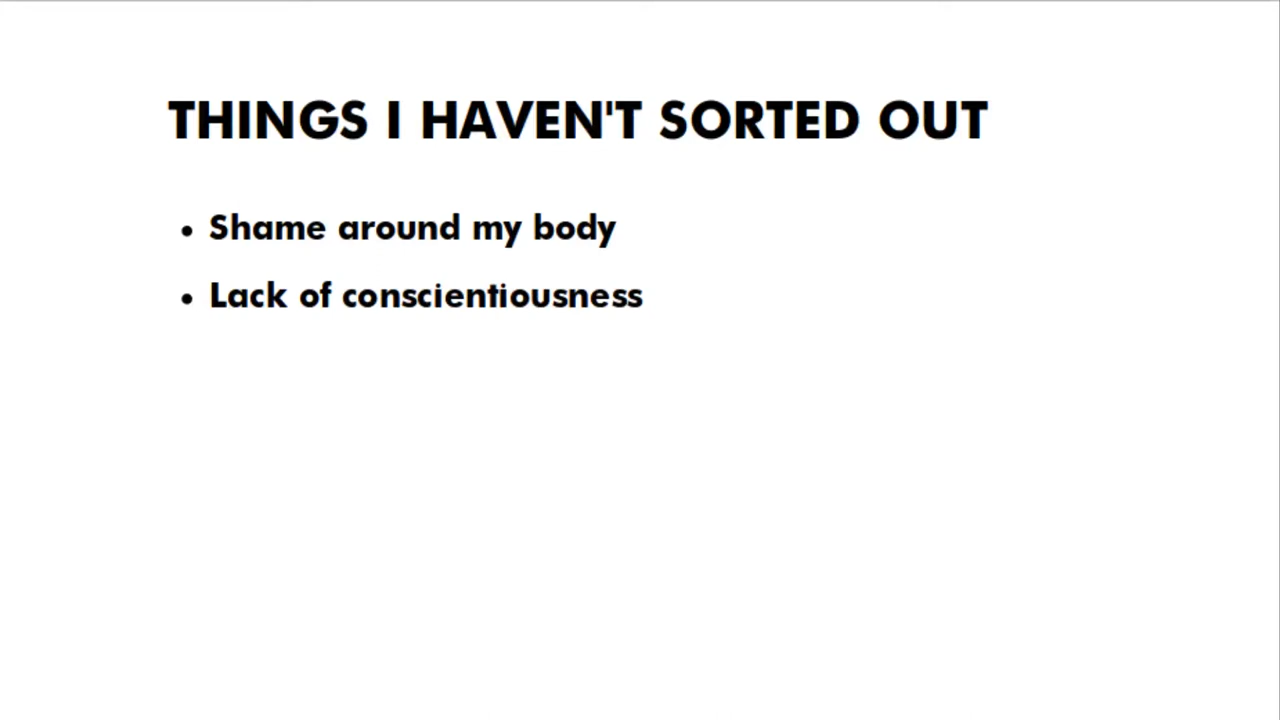 THINGS I HAVEN'T SORTED OUT
• Shame around my body
• Lack of conscientiousness